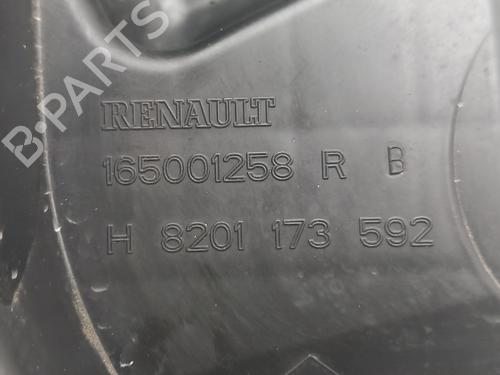 B-PARTS
RENAULT
165001258 R B
H 8201 173 592